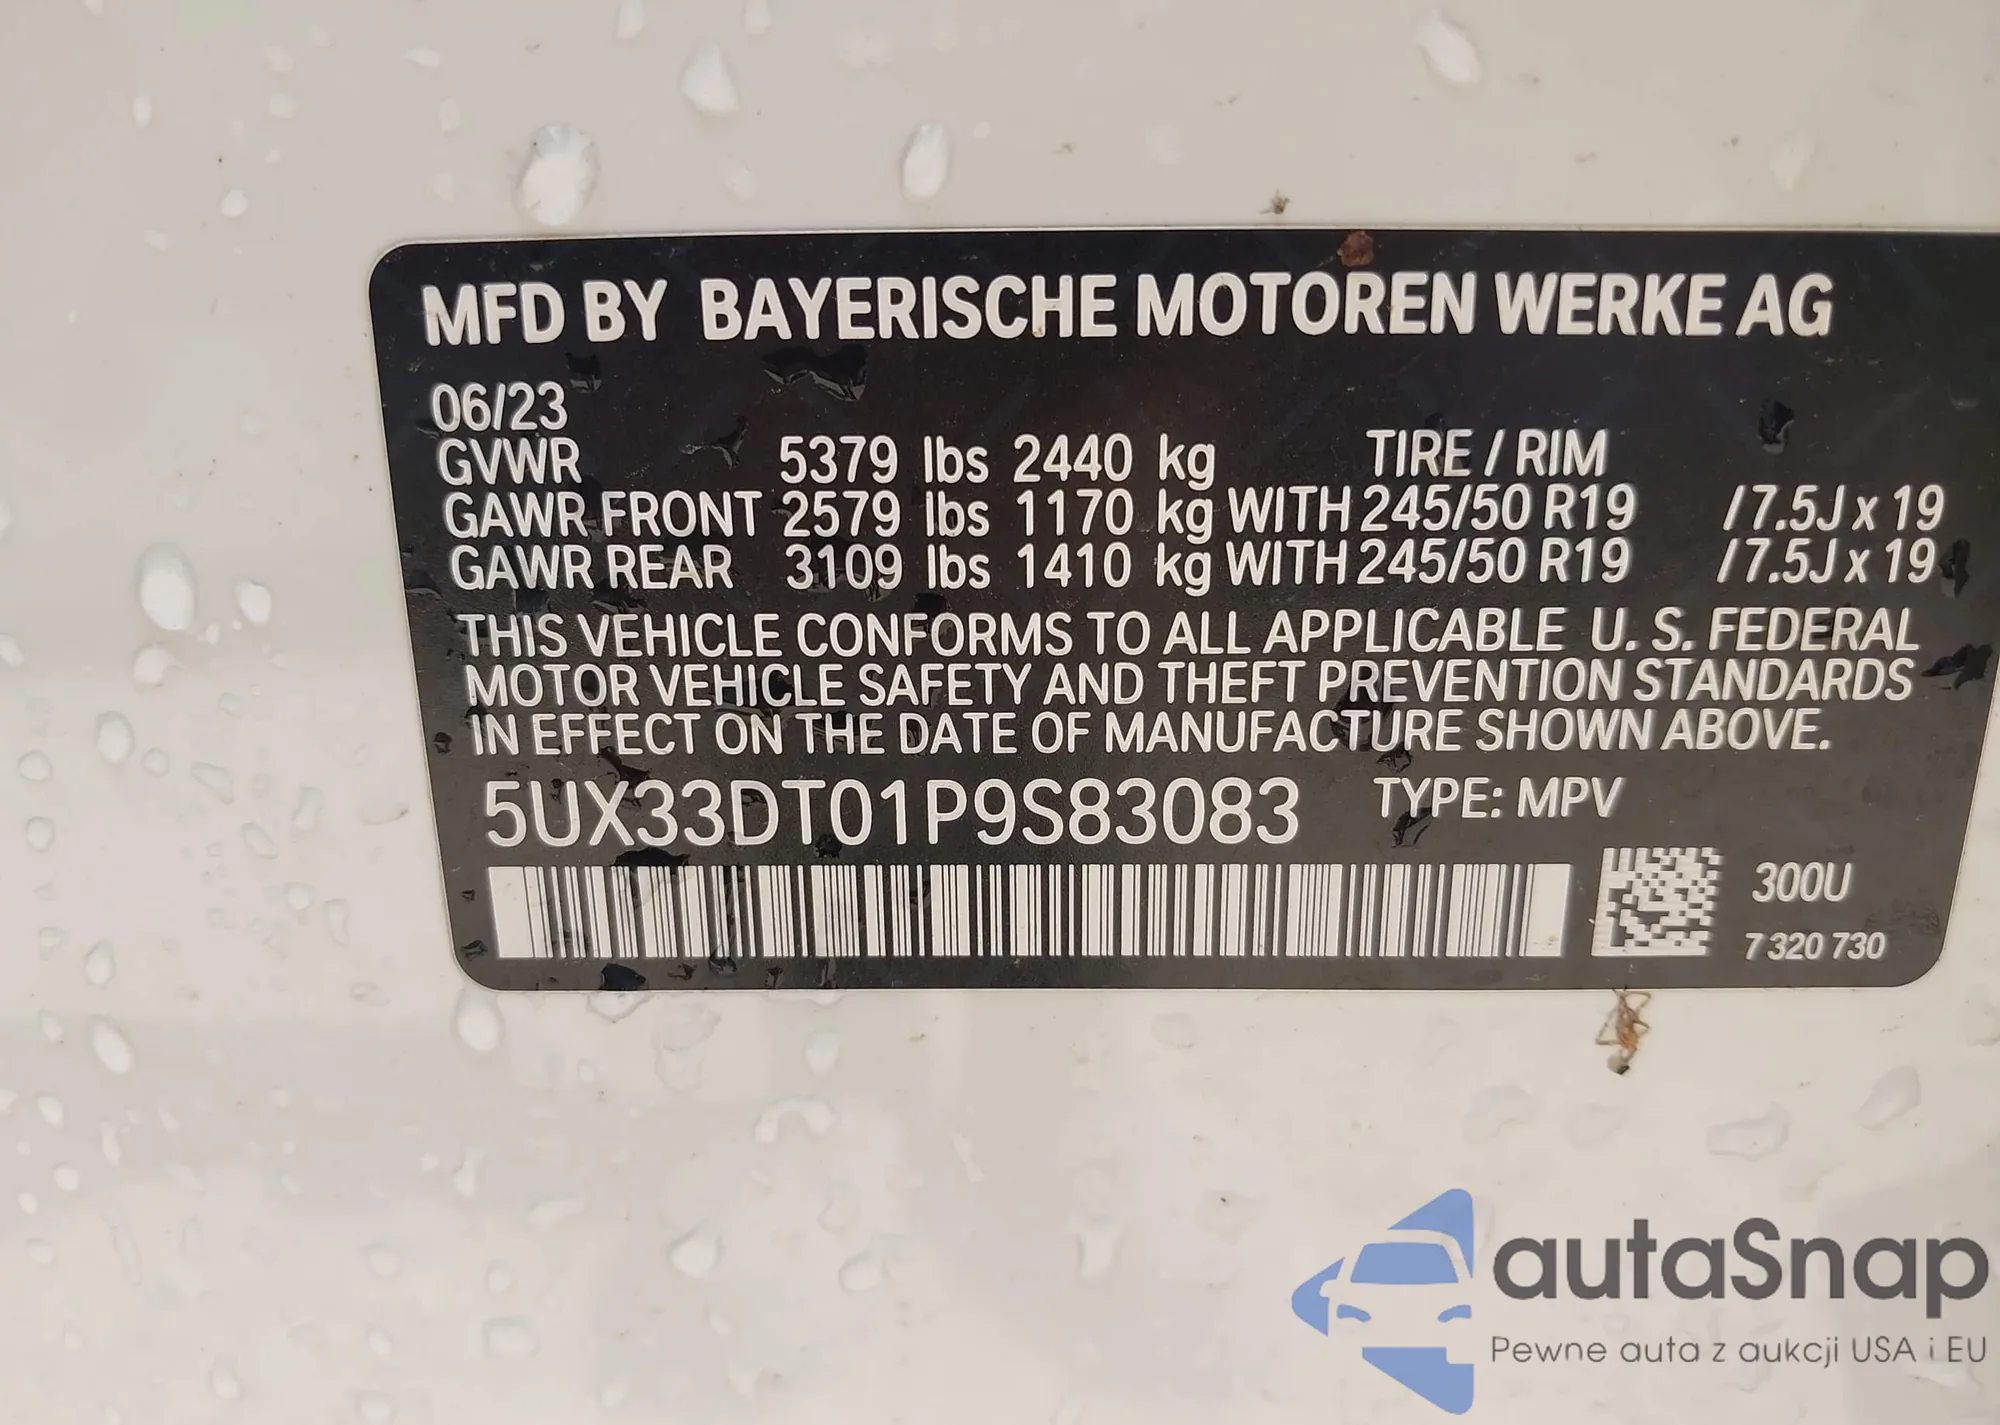 MFD BY BAYERISCHE MOTOREN WERKE AG
06/23
GVWR 5379 lbs 2440 kg TIRE / RIM
GAWR FRONT 2579 lbs 1170 kg WITH 245/50 R19 /7.5J x 19
GAWR REAR 3109 lbs 1410 kg WITH 245/50 R19 /7.5J x 19
THIS VEHICLE CONFORMS TO ALL APPLICABLE U. S. FEDERAL
MOTOR VEHICLE SAFETY AND THEFT PREVENTION STANDARDS
IN EFFECT ON THE DATE OF MANUFACTURE SHOWN ABOVE.
5UX33DT01P9S83083 TYPE: MPV
300U
7 320 730
autaSnap
Pewne auta z aukcji USA i EU